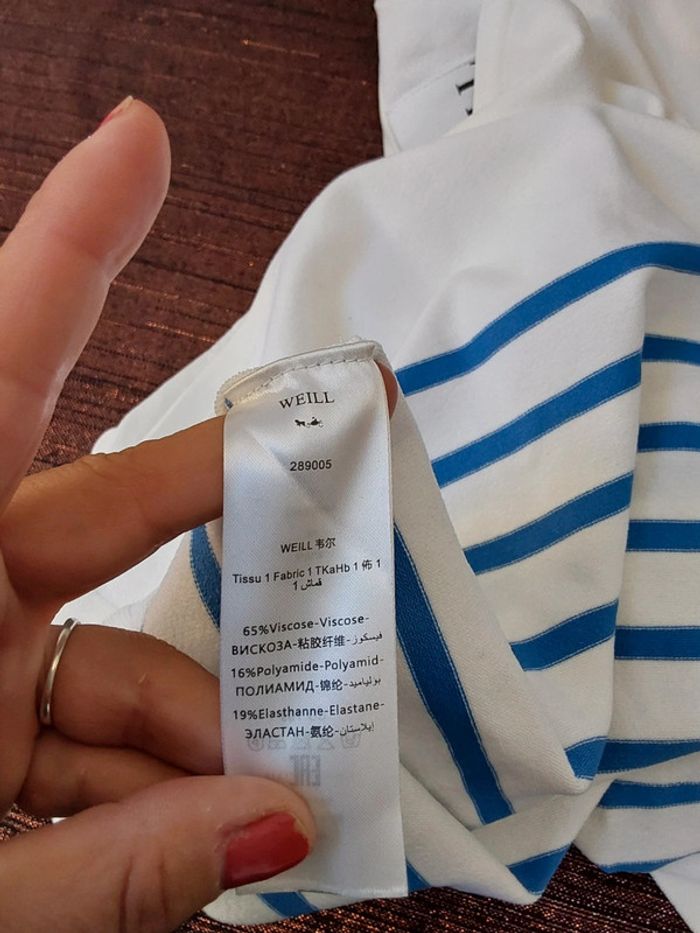 WEILL
289005
WEILL 韦尔
Tissu 1 Fabric 1 TKaHb 1 佈 1
قماش 1
65%Viscose-Viscose-
ВИСКОЗА-粘胶纤维-فيسكوز
16%Polyamide-Polyamid-
ПОЛИАМИД-锦纶-بولياميد
19%Elasthanne-Elastane-
ЭЛАСТАН-氨纶-إيلاستان